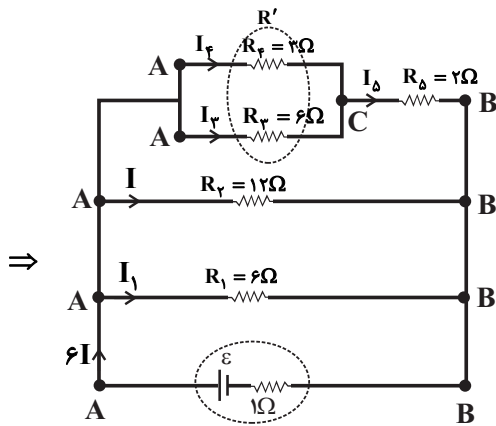 R′
A I۴ R۴ = ۳Ω
I۵ R۵ = ۲Ω
A I۳ R۳ = ۶Ω C B
A I R۲ = ۱۲Ω B
⇒
A I۱ R۱ = ۶Ω B
۶I
ε
۱Ω
A B